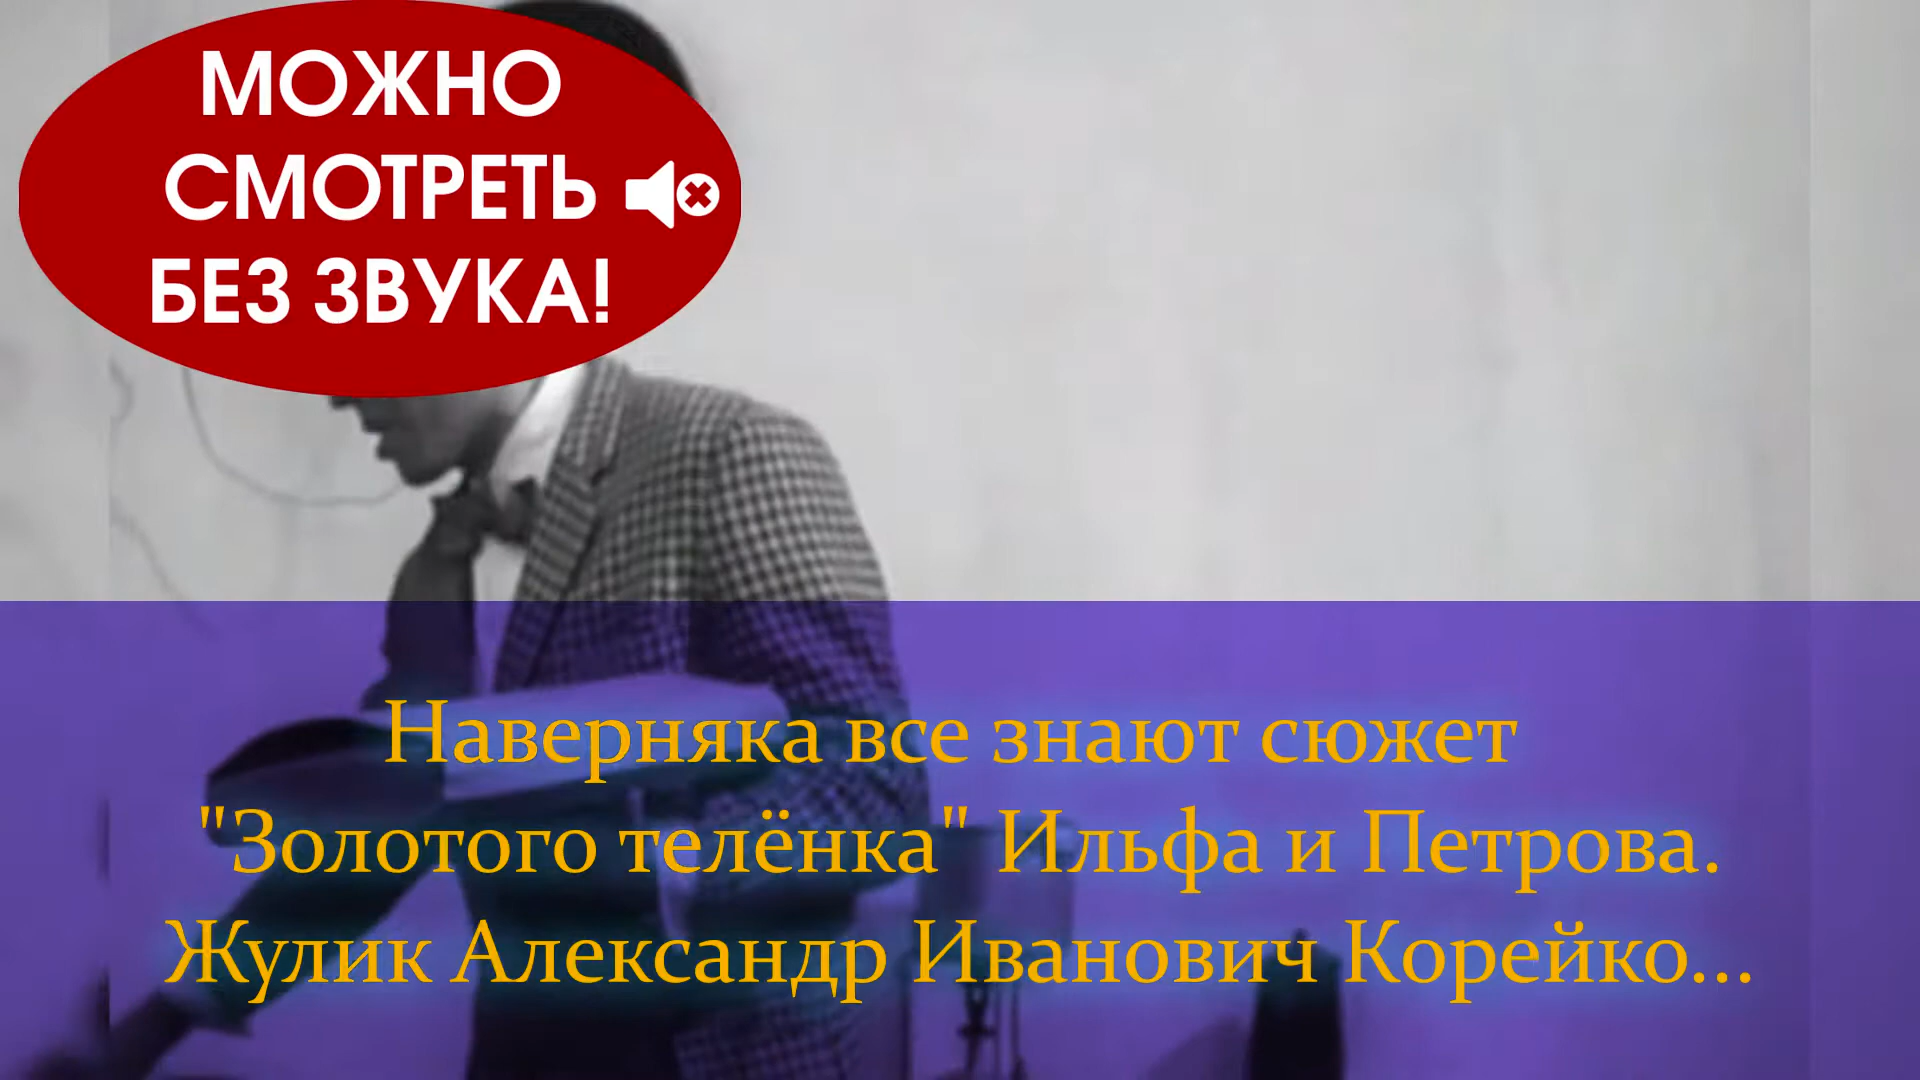 МОЖНО
СМОТРЕТЬ
БЕЗ ЗВУКА!
Наверняка все знают сюжет
"Золотого телёнка" Ильфа и Петрова.
Жулик Александр Иванович Корейко...